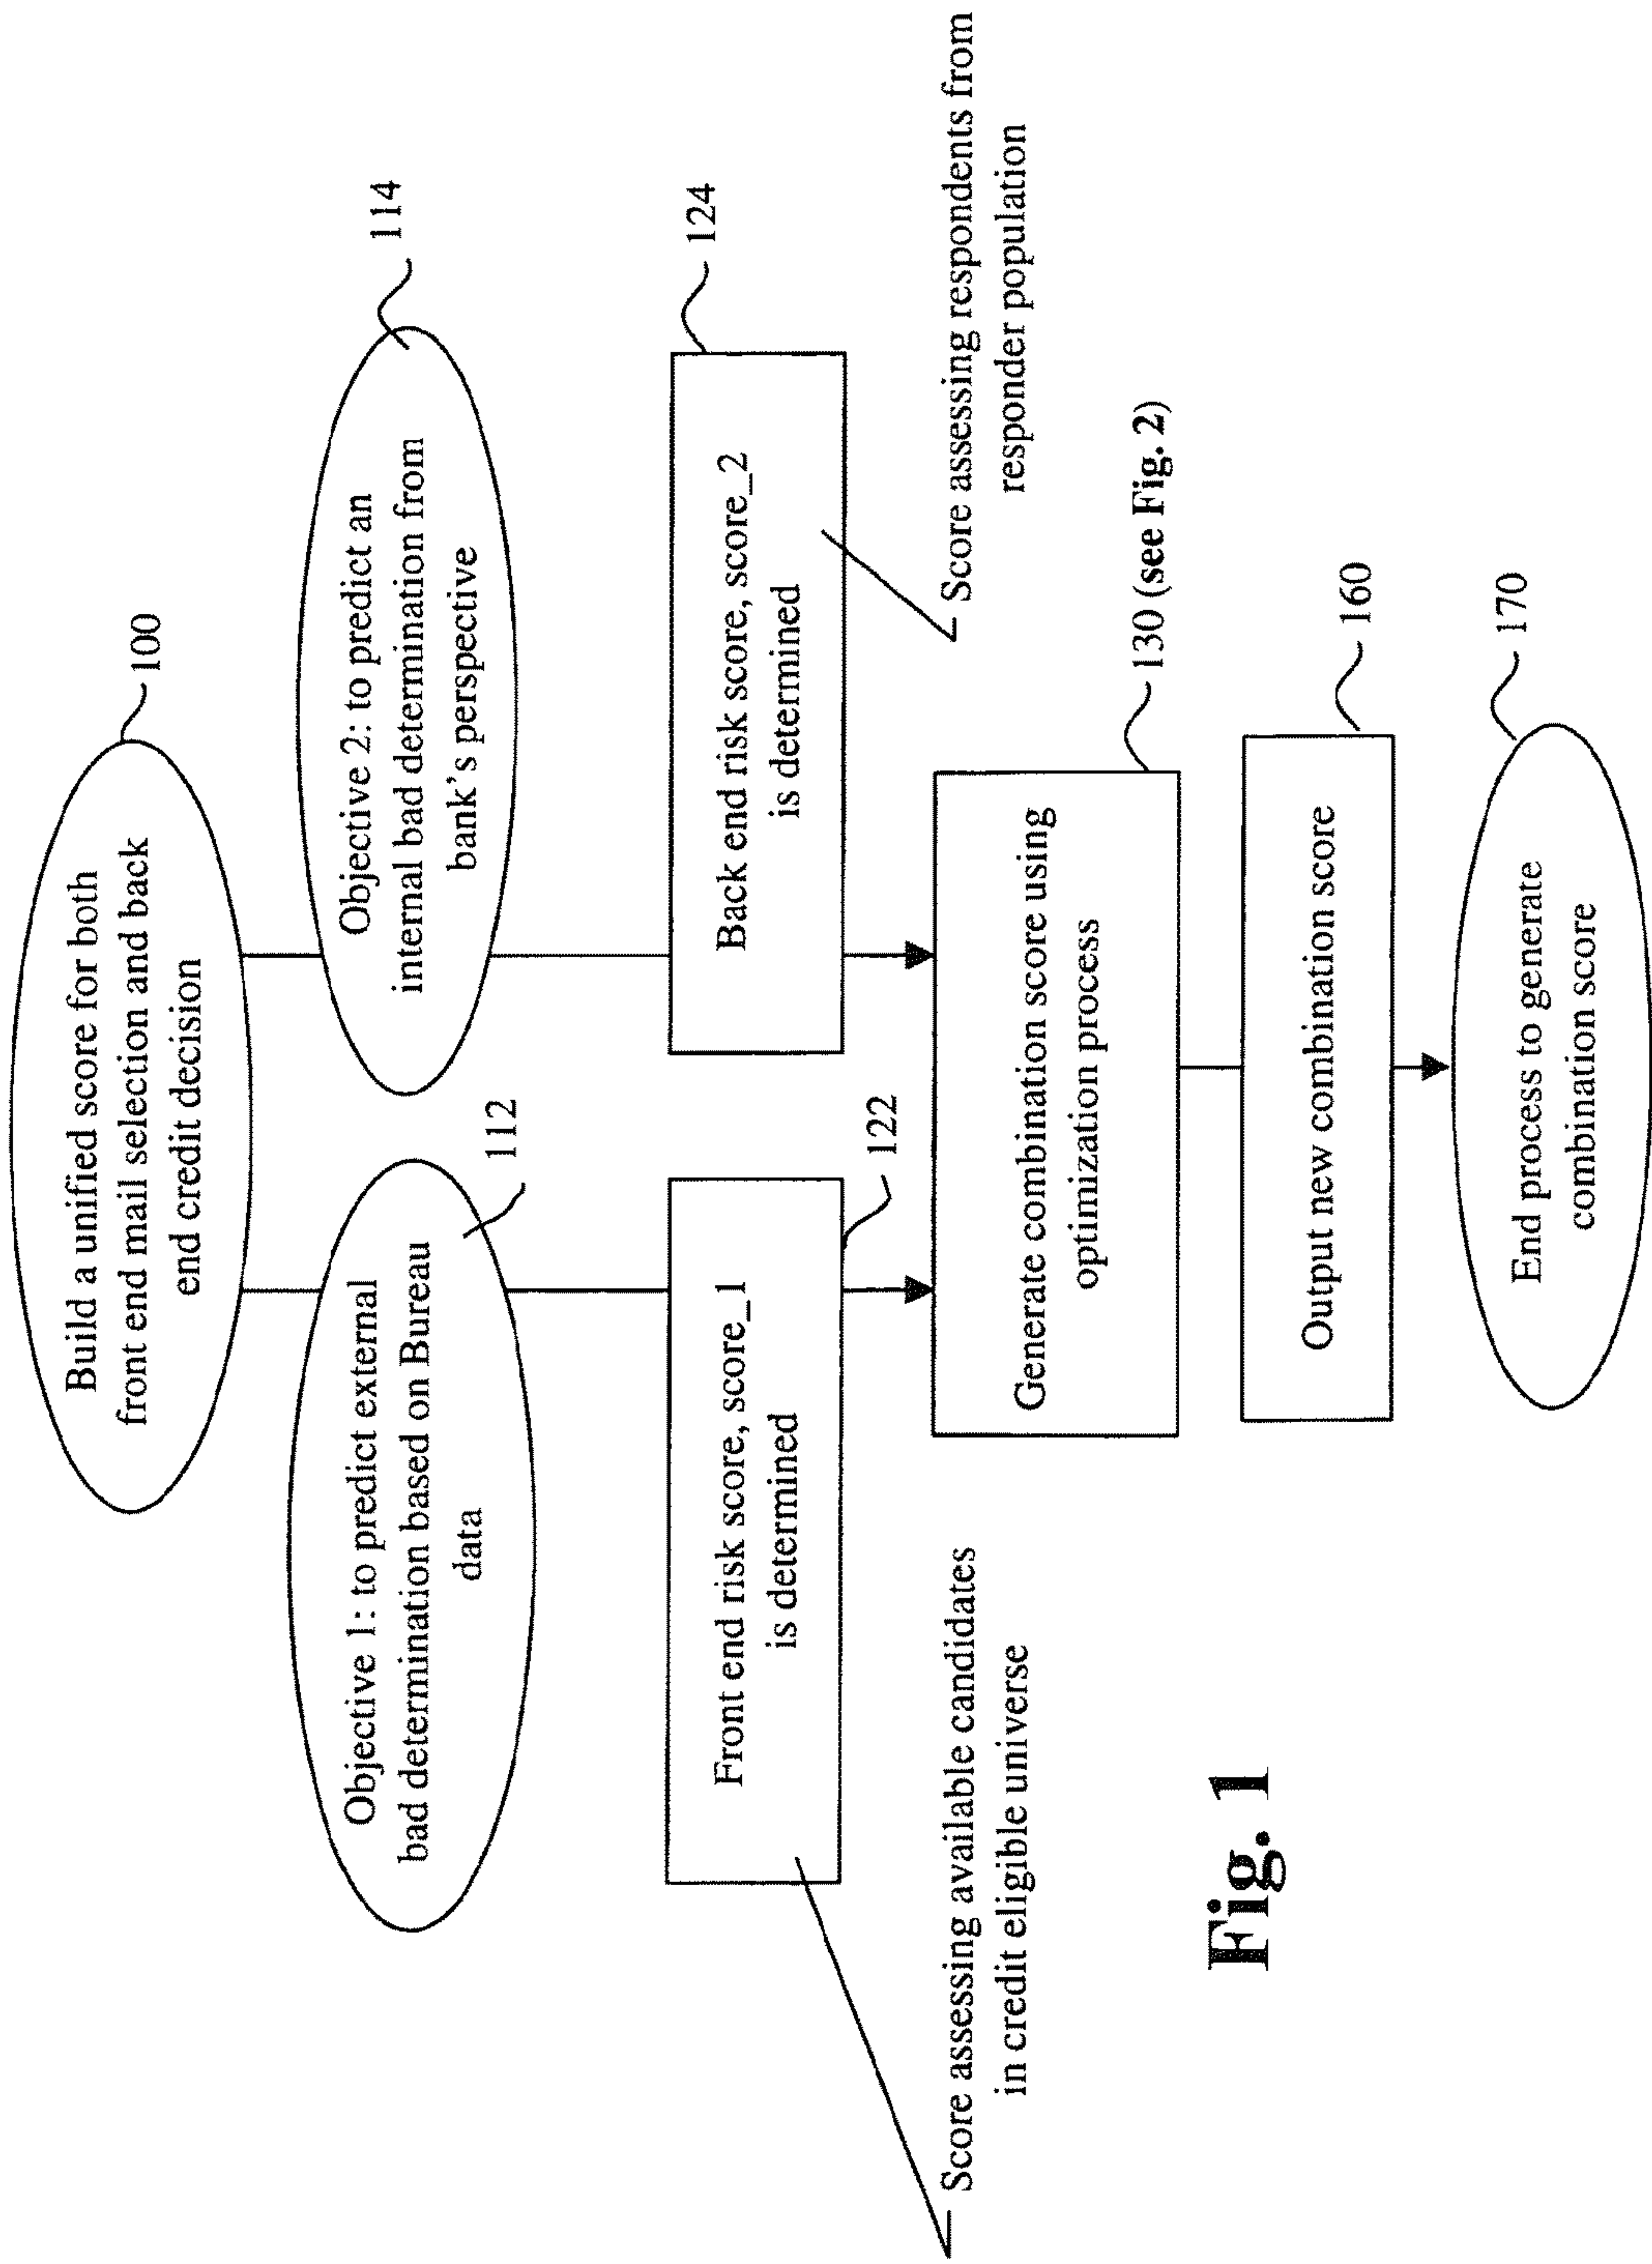 Build a unified score for both
front end mail selection and back
end credit decision
100
Objective 1: to predict external
bad determination based on Bureau
data
112
Objective 2: to predict an
internal bad determination from
bank's perspective
114
Front end risk score, score_1
is determined
122
Back end risk score, score_2
is determined
124
Score assessing available candidates
in credit eligible universe
Score assessing respondents from
responder population
Generate combination score using
optimization process
130 (see Fig. 2)
Output new combination score
160
End process to generate
combination score
170
Fig. 1